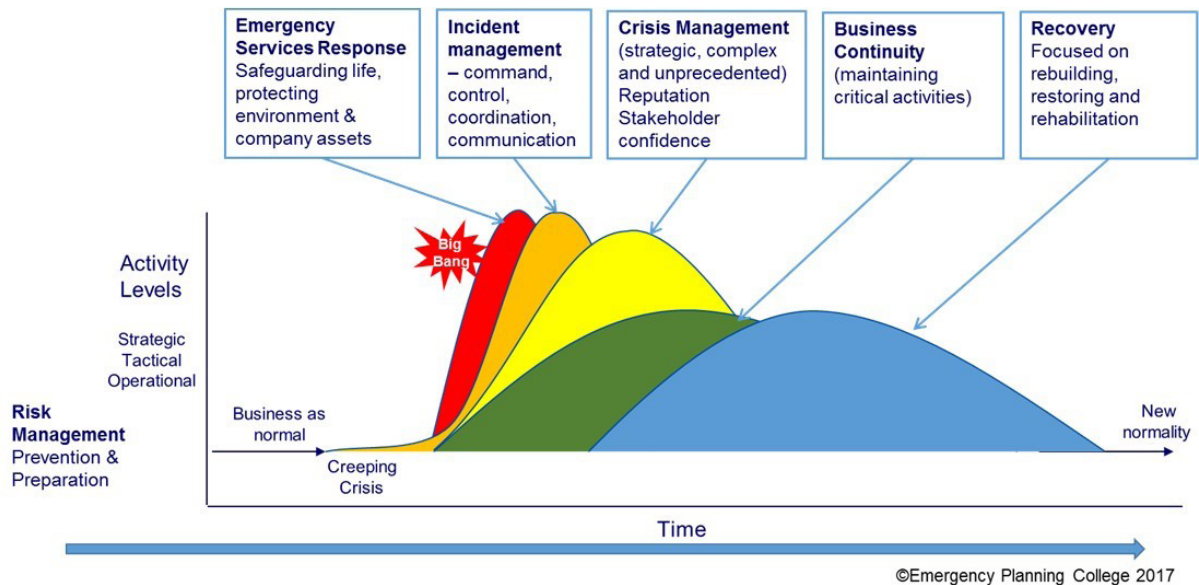 Emergency
Services Response
Safeguarding life,
protecting
environment &
company assets
Incident
management
– command,
control,
coordination,
communication
Crisis Management
(strategic, complex
and unprecedented)
Reputation
Stakeholder
confidence
Business
Continuity
(maintaining
critical activities)
Recovery
Focused on
rebuilding,
restoring and
rehabilitation
Big
Bang
Activity
Levels
Strategic
Tactical
Operational
Risk
Management
Prevention &
Preparation
Business as
normal
Creeping
Crisis
New
normality
Time
©Emergency Planning College 2017